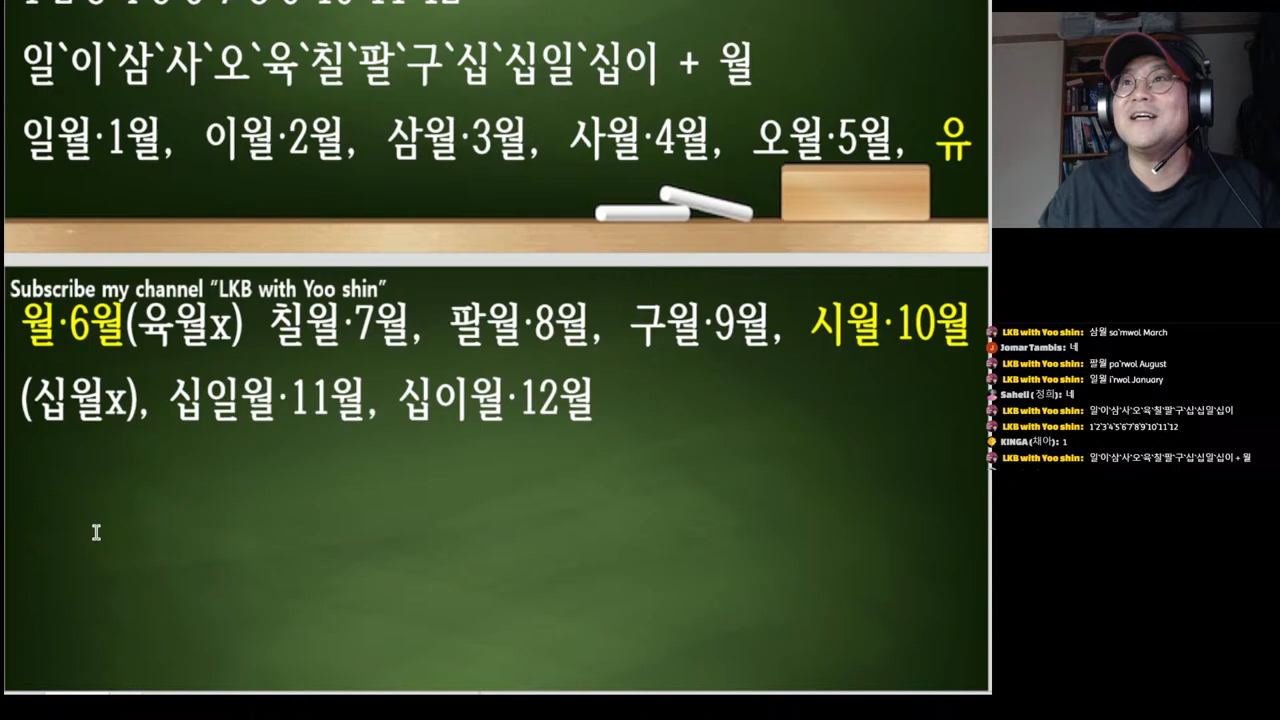 일`이`삼`사`오`육`칠`팔`구`십`십일`십이 + 월
일월·1월, 이월·2월, 삼월·3월, 사월·4월, 오월·5월, 유
Subscribe my channel “LKB with Yoo shin”
월·6월(육월x) 칠월·7월, 팔월·8월, 구월·9월, 시월·10월
(십월x), 십일월·11월, 십이월·12월
LKB with Yoo shin: 삼월 sa`mwol March
Jomar Tambis: 네
LKB with Yoo shin: 팔월 pa`rwol August
LKB with Yoo shin: 일월 i`rwol January
Saheli (정희): 네
LKB with Yoo shin: 일`이`삼`사`오`육`칠`팔`구`십`십일`십이
LKB with Yoo shin: 1`2`3`4`5`6`7`8`9`10`11`12
KINGA (채아): 1
LKB with Yoo shin: 일`이`삼`사`오`육`칠`팔`구`십`십일`십이 + 월